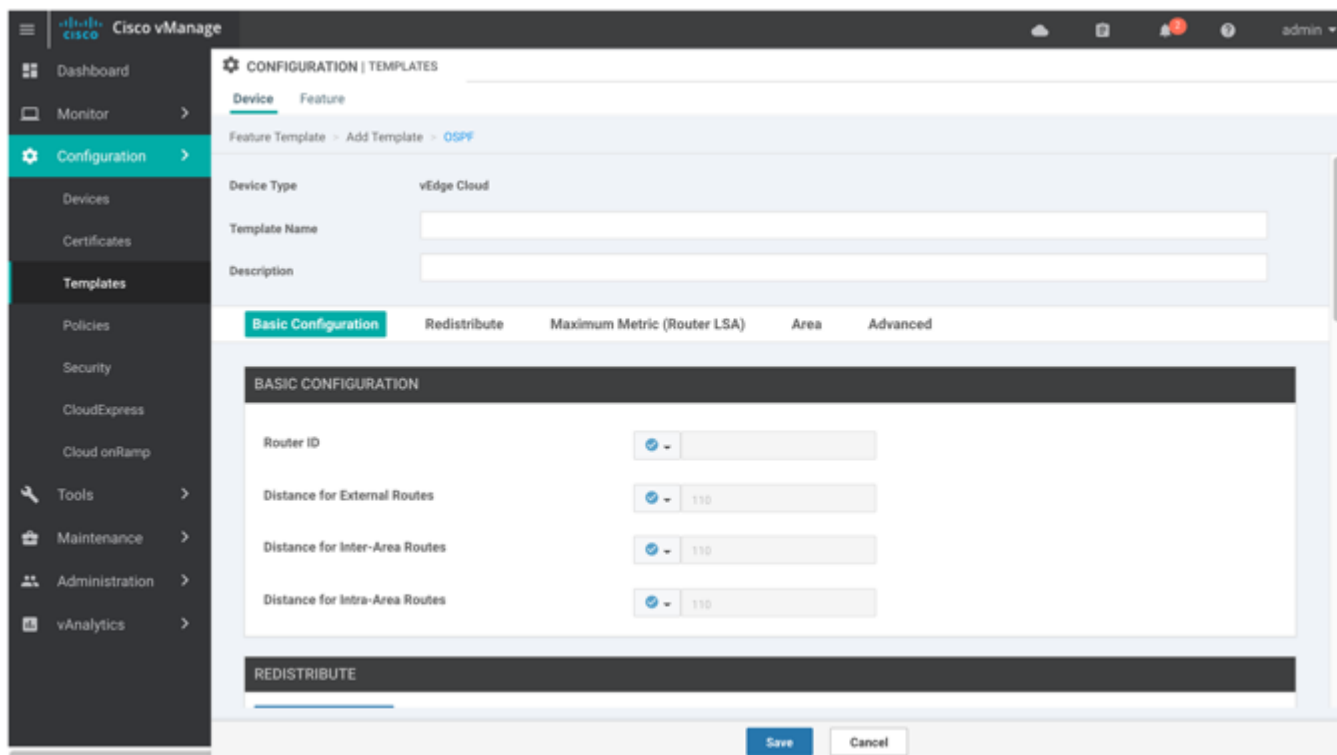 cisco Cisco vManage
2
admin
Dashboard
Monitor
Configuration
Devices
Certificates
Templates
Policies
Security
CloudExpress
Cloud onRamp
Tools
Maintenance
Administration
vAnalytics
CONFIGURATION | TEMPLATES
Device Feature
Feature Template > Add Template > OSPF
Device Type vEdge Cloud
Template Name
Description
Basic Configuration Redistribute Maximum Metric (Router LSA) Area Advanced
BASIC CONFIGURATION
Router ID
Distance for External Routes 110
Distance for Inter-Area Routes 110
Distance for Intra-Area Routes 110
REDISTRIBUTE
Save Cancel